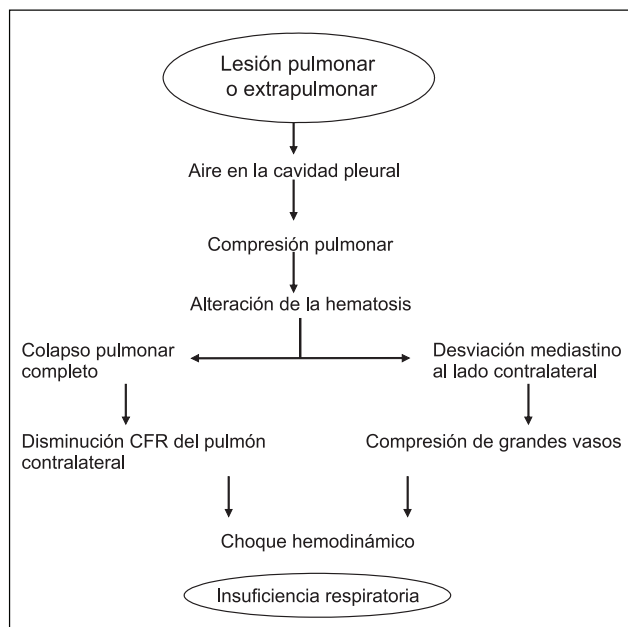 Lesión pulmonar
o extrapulmonar
Aire en la cavidad pleural
Compresión pulmonar
Alteración de la hematosis
Colapso pulmonar
completo
Desviación mediastino
al lado contralateral
Disminución CFR del pulmón
contralateral
Compresión de grandes vasos
Choque hemodinámico
Insuficiencia respiratoria